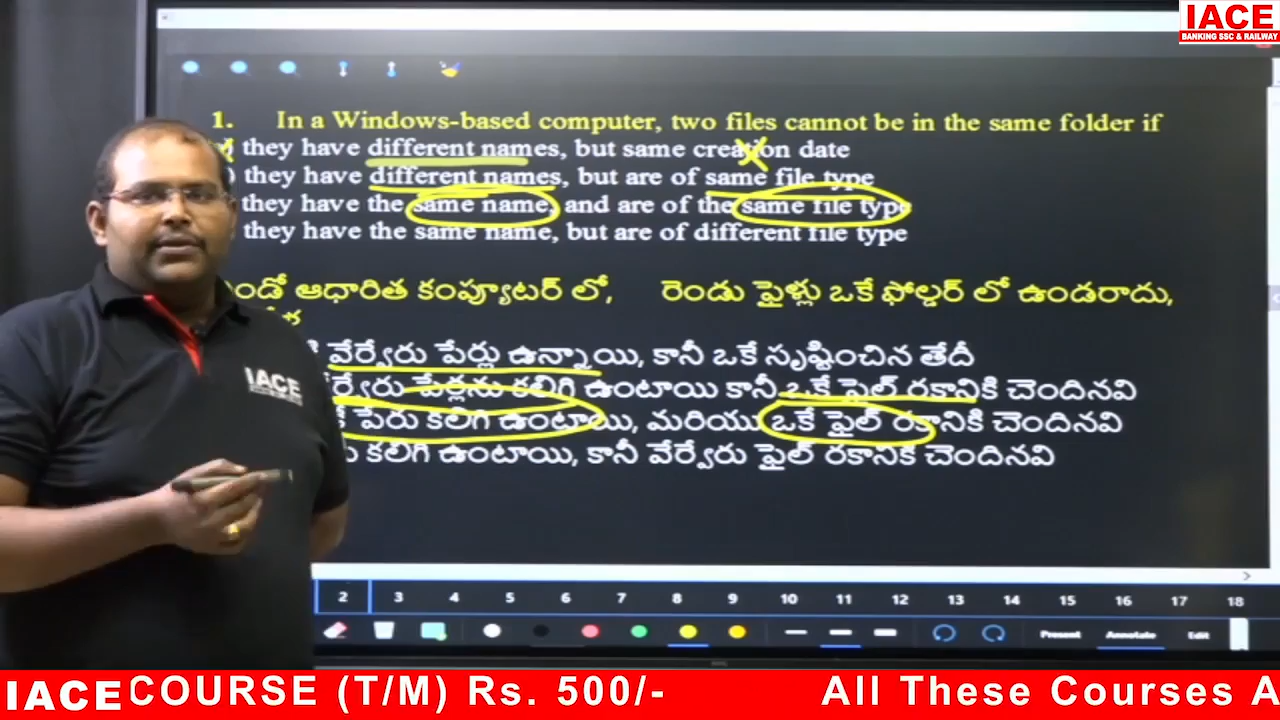 IACE
BANKING SSC & RAILWAY
1. In a Windows-based computer, two files cannot be in the same folder if
they have different names, but same creation date
) they have different names, but are of same file type
they have the same name, and are of the same file type
they have the same name, but are of different file type
ఆధారిత కంప్యూటర్ లో, రెండు ఫైళ్లు ఒకే ఫోల్డర్ లో ఉండరాదు,
వేర్వేరు పేర్లు ఉన్నాయి, కానీ ఒకే సృష్టించిన తేదీ
పేర్లను కలిగి ఉంటాయి కానీ ఒకే ఫైల్ రకానికి చెందినవి
పేరు కలిగి ఉంటాయి, మరియు ఒకే ఫైల్ రకానికి చెందినవి
కలిగి ఉంటాయి, కానీ వేర్వేరు ఫైల్ రకానికి చెందినవి
IACE
2 3 4 5 6 7 8 9 10 11 12 13 14 15 16 17 18
Present Annotate Edit
IACE COURSE (T/M) Rs. 500/- All These Courses A